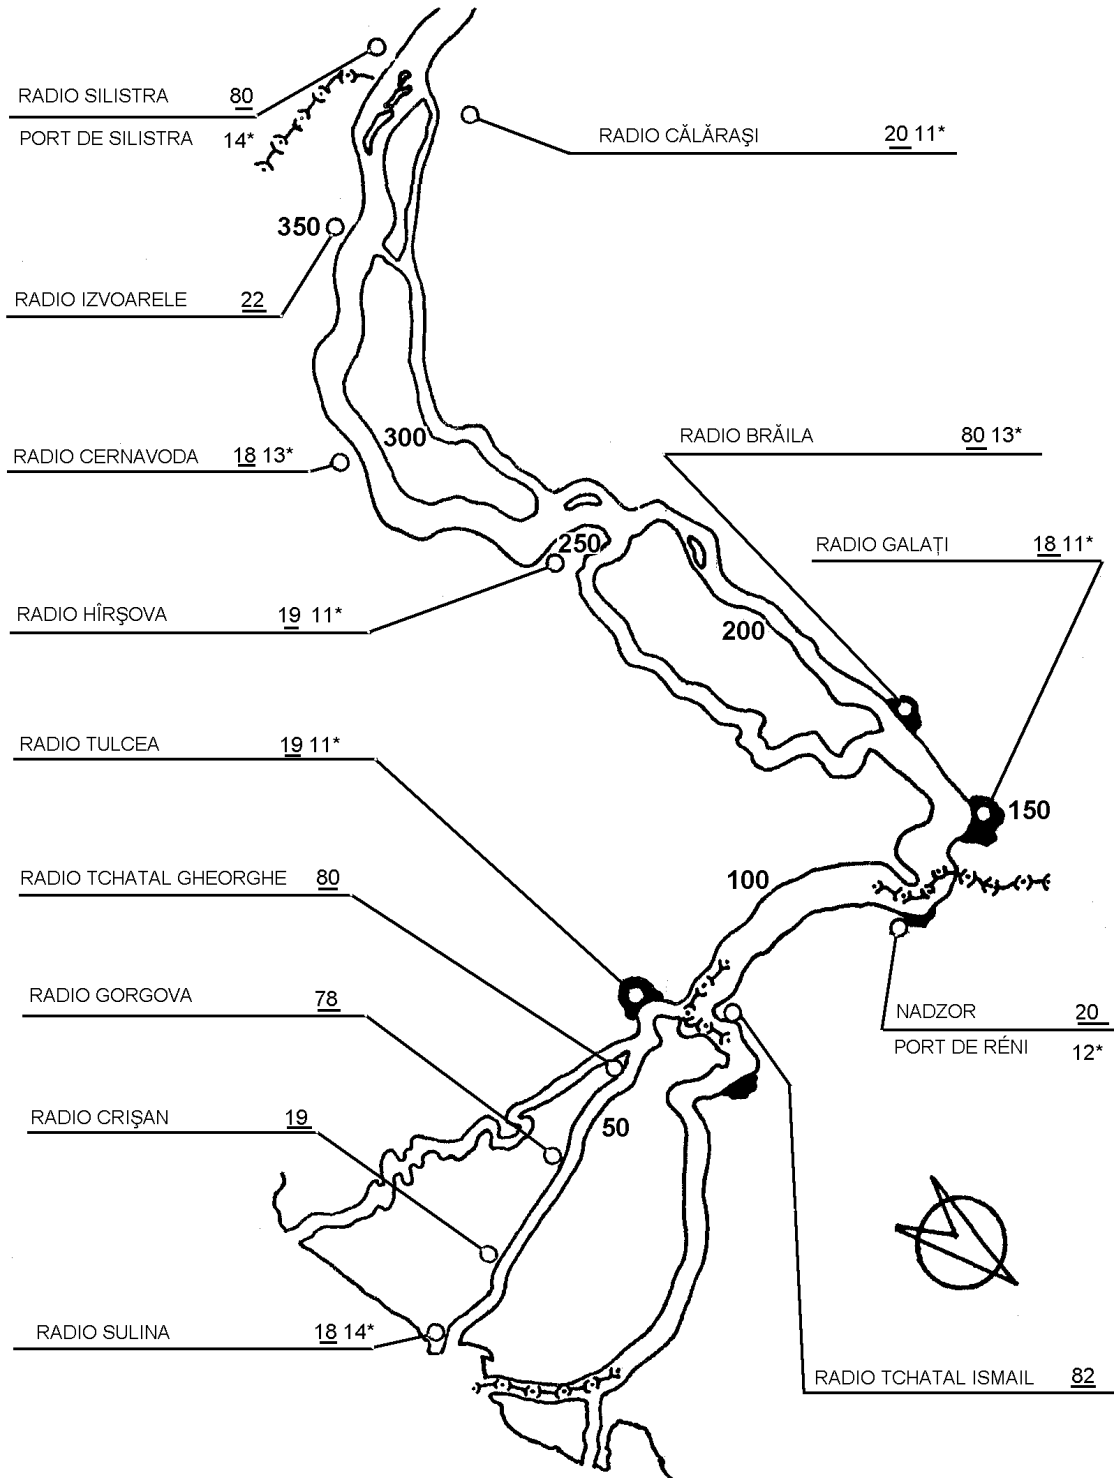 RADIO SILISTRA 80
PORT DE SILISTRA 14*
RADIO CĂLĂRAŞI 20 11*
350
RADIO IZVOARELE 22
300
RADIO BRĂILA 80 13*
RADIO CERNAVODA 18 13*
250
RADIO GALAȚI 18 11*
RADIO HÎRŞOVA 19 11*
200
RADIO TULCEA 19 11*
150
RADIO TCHATAL GHEORGHE 80
100
RADIO GORGOVA 78
NADZOR 20
PORT DE RÉNI 12*
RADIO CRIŞAN 19
50
RADIO SULINA 18 14*
RADIO TCHATAL ISMAIL 82